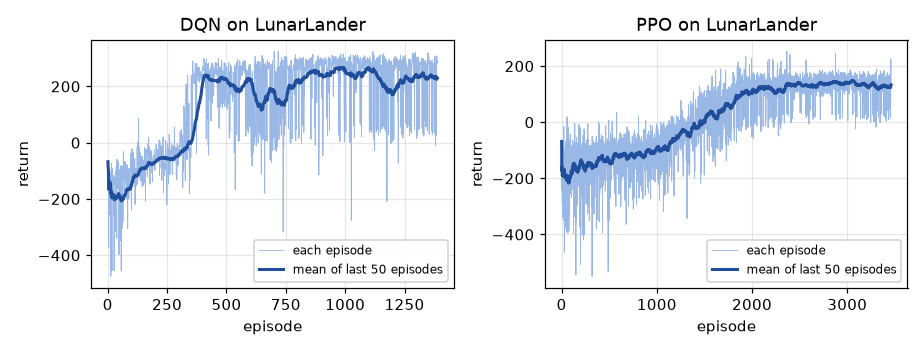 DQN on LunarLander
return
200
0
−200
−400
0
250
500
750
1000
1250
episode
each episode
mean of last 50 episodes
PPO on LunarLander
return
200
0
−200
−400
0
1000
2000
3000
episode
each episode
mean of last 50 episodes